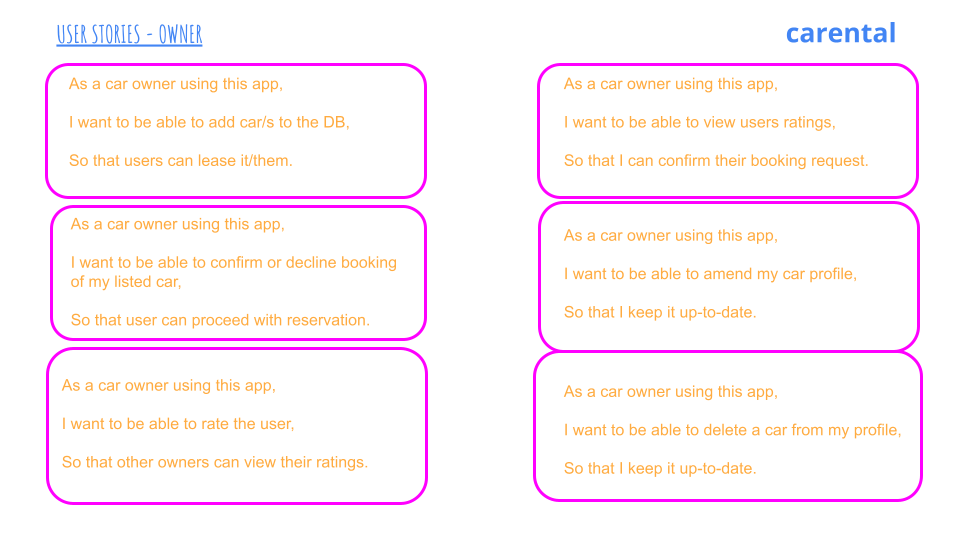 USER STORIES - OWNER
carental
As a car owner using this app,
I want to be able to add car/s to the DB,
So that users can lease it/them.
As a car owner using this app,
I want to be able to confirm or decline booking
of my listed car,
So that user can proceed with reservation.
As a car owner using this app,
I want to be able to rate the user,
So that other owners can view their ratings.
As a car owner using this app,
I want to be able to view users ratings,
So that I can confirm their booking request.
As a car owner using this app,
I want to be able to amend my car profile,
So that I keep it up-to-date.
As a car owner using this app,
I want to be able to delete a car from my profile,
So that I keep it up-to-date.